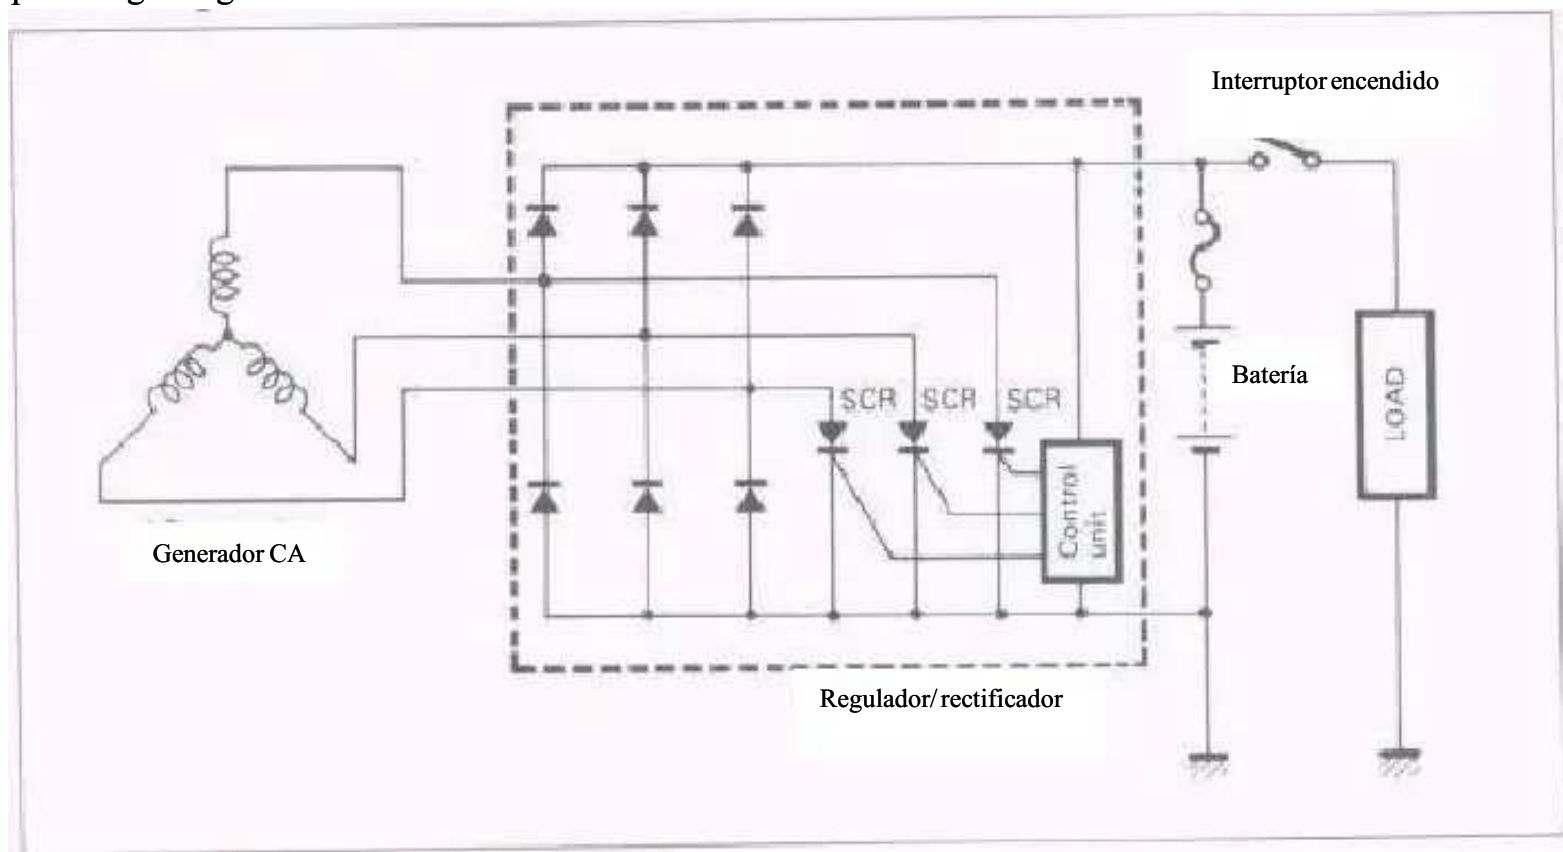 Interruptor encendido
SCR SCR SCR
Batería
LOAD
Control
unit
Generador CA
Regulador/ rectificador